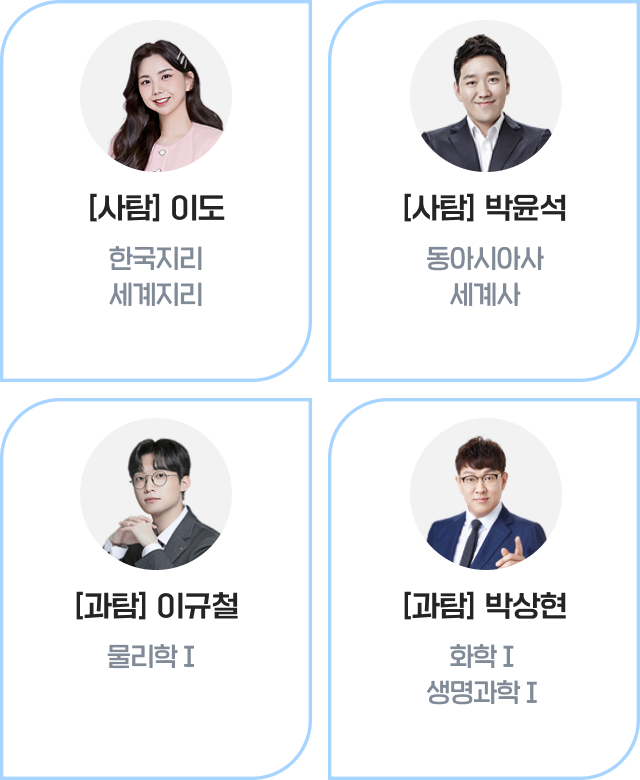 [사탐] 이도
한국지리
세계지리
[사탐] 박윤석
동아시아사
세계사
[과탐] 이규철
물리학 I
[과탐] 박상현
화학 I
생명과학 I